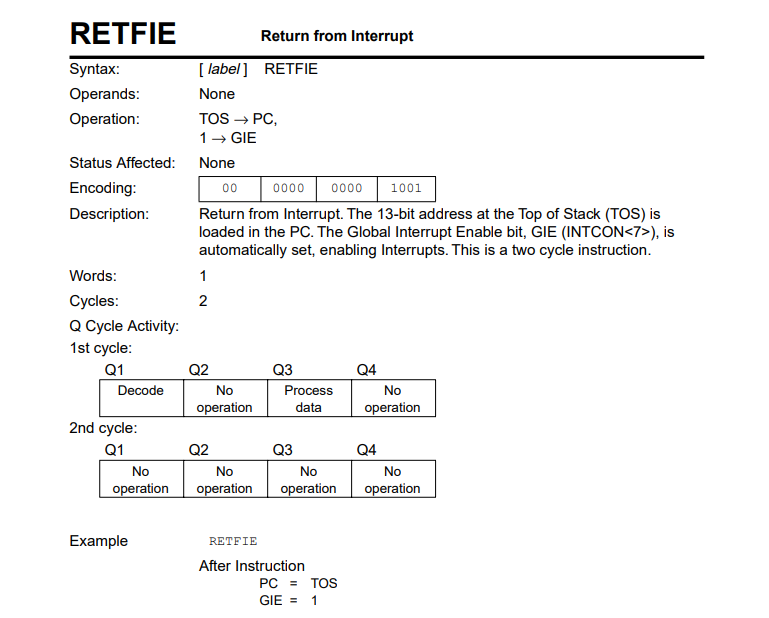 RETFIE Return from Interrupt
Syntax: [ label ] RETFIE
Operands: None
Operation: TOS → PC,
1 → GIE
Status Affected: None
Encoding: 00 0000 0000 1001
Description: Return from Interrupt. The 13-bit address at the Top of Stack (TOS) is
loaded in the PC. The Global Interrupt Enable bit, GIE (INTCON<7>), is
automatically set, enabling Interrupts. This is a two cycle instruction.
Words: 1
Cycles: 2
Q Cycle Activity:
1st cycle:
Q1 Q2 Q3 Q4
Decode No Process No
operation data operation
2nd cycle:
Q1 Q2 Q3 Q4
No No No No
operation operation operation operation
Example RETFIE
After Instruction
PC = TOS
GIE = 1